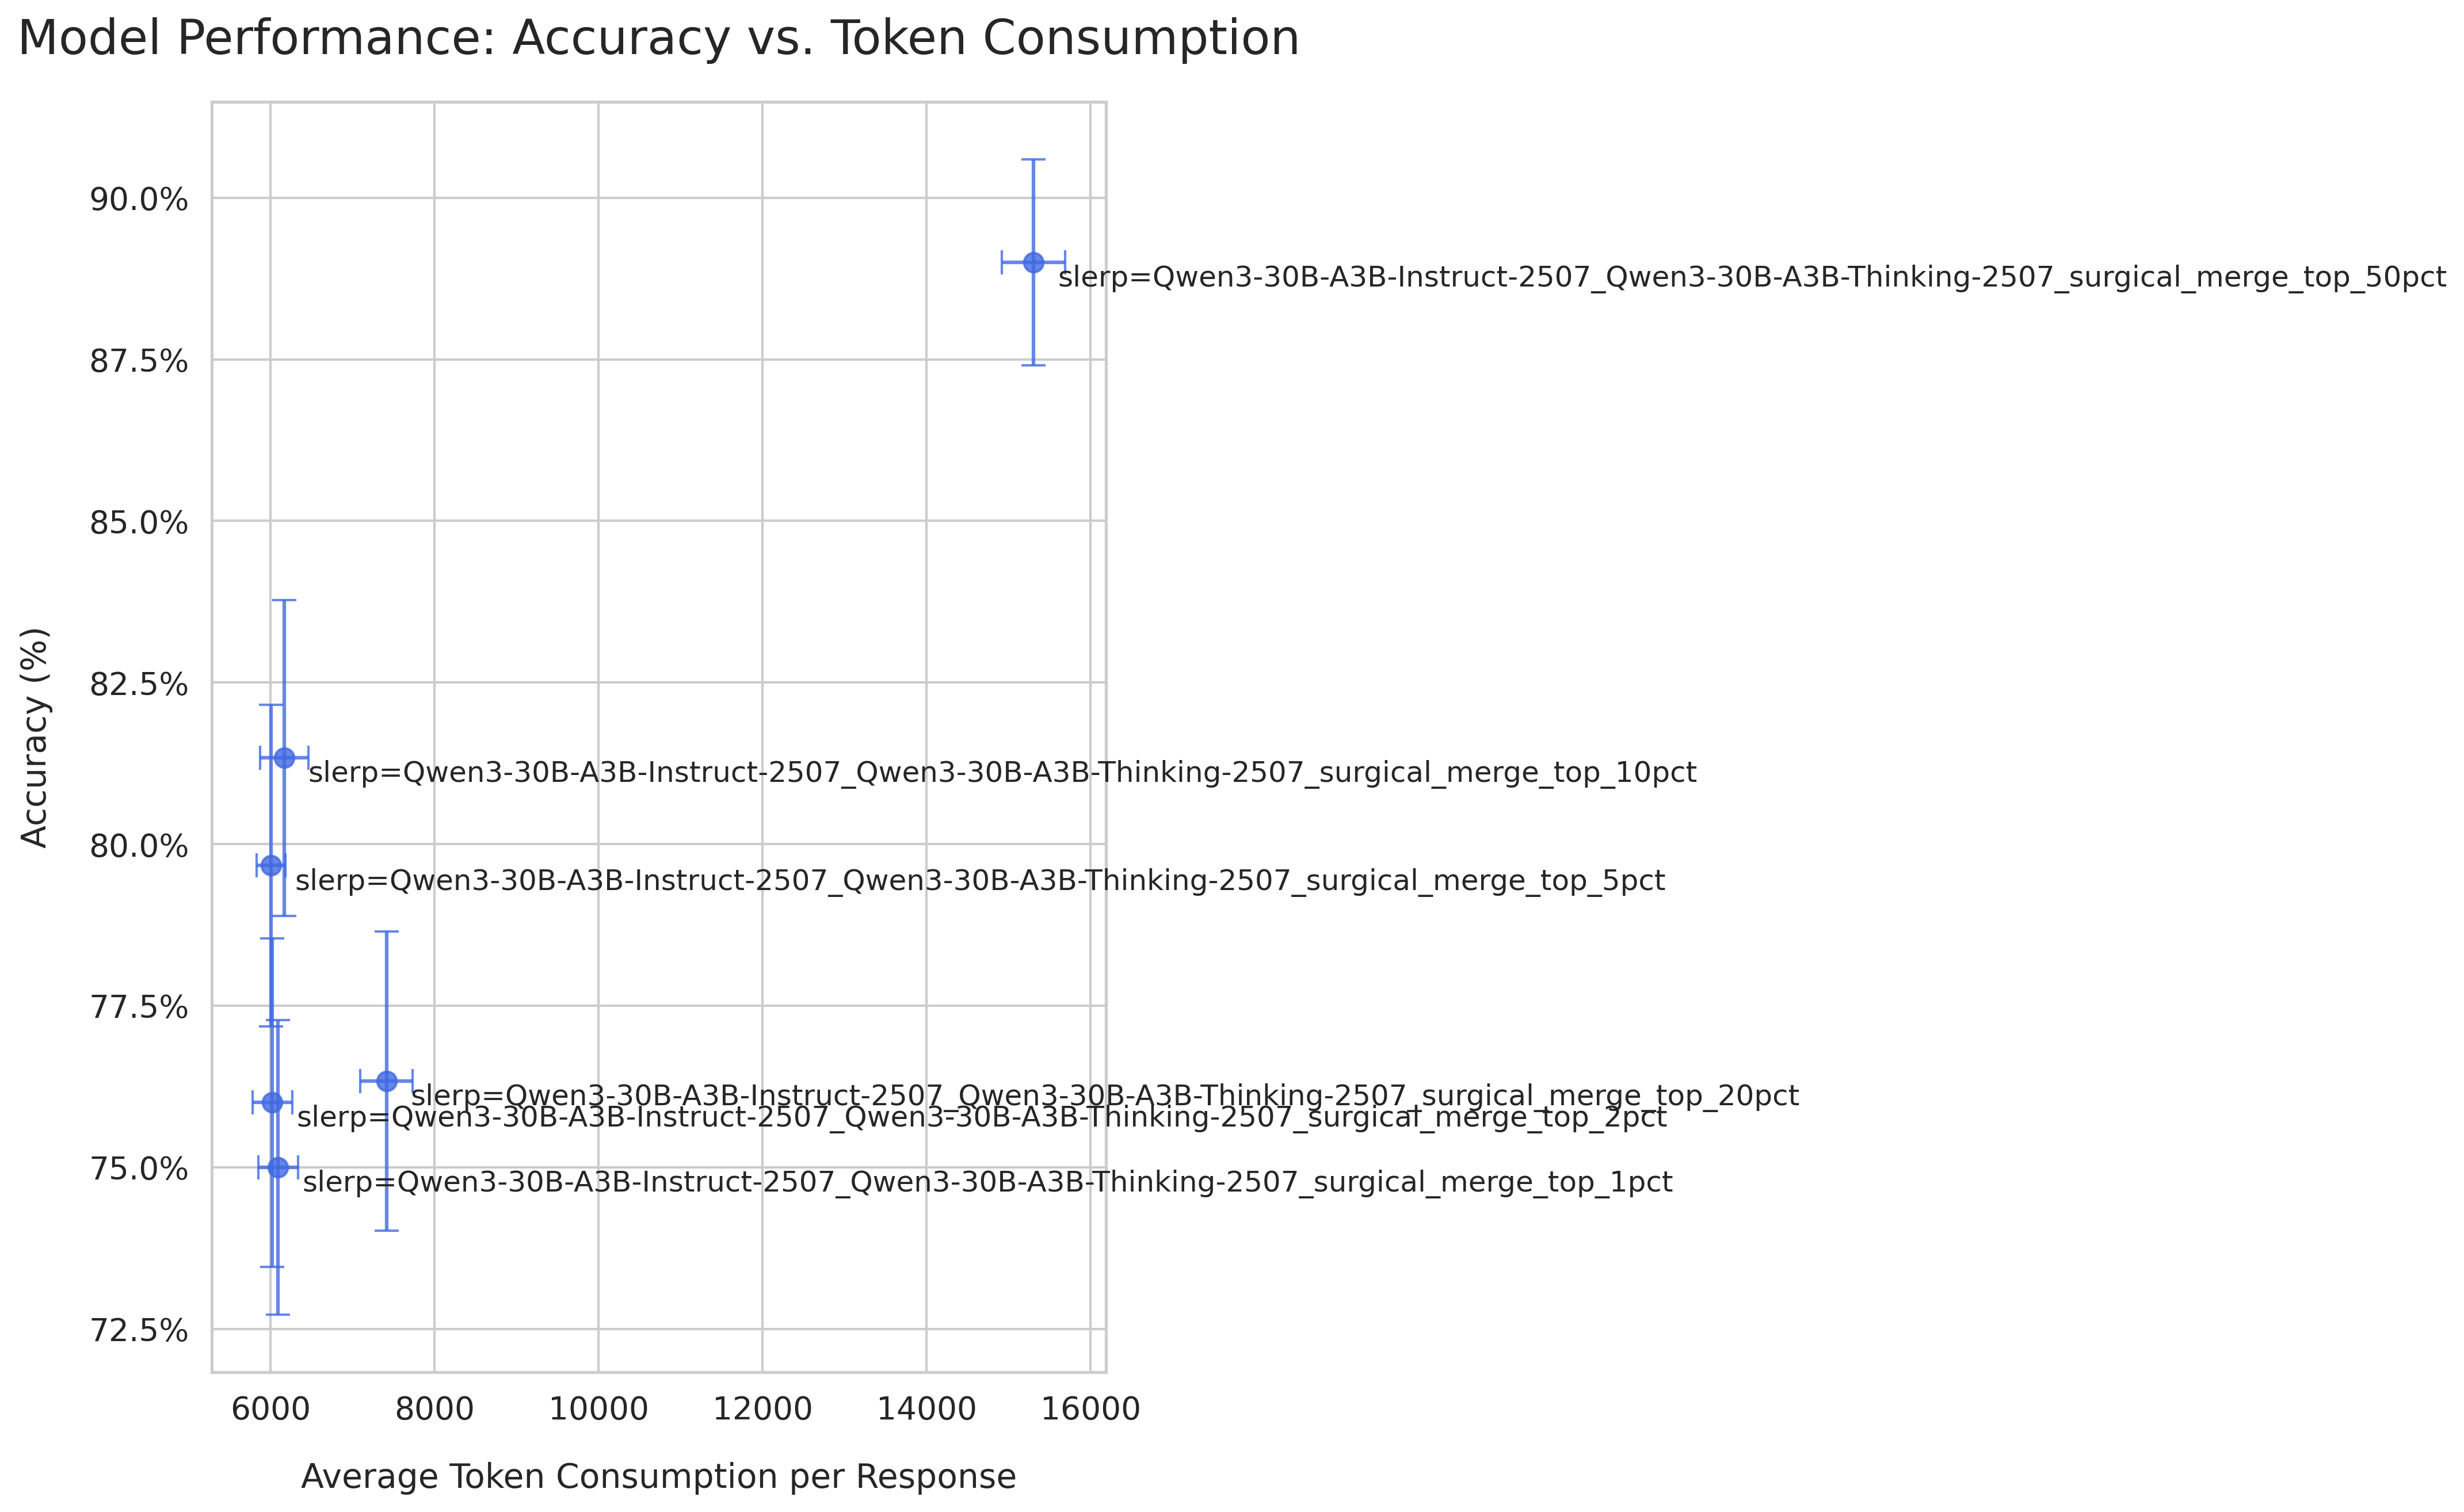 Model Performance: Accuracy vs. Token Consumption
90.0%
slerp=Qwen3-30B-A3B-Instruct-2507_Qwen3-30B-A3B-Thinking-2507_surgical_merge_top_50pct
87.5%
85.0%
82.5%
slerp=Qwen3-30B-A3B-Instruct-2507_Qwen3-30B-A3B-Thinking-2507_surgical_merge_top_10pct
Accuracy (%)
80.0%
slerp=Qwen3-30B-A3B-Instruct-2507_Qwen3-30B-A3B-Thinking-2507_surgical_merge_top_5pct
77.5%
slerp=Qwen3-30B-A3B-Instruct-2507_Qwen3-30B-A3B-Thinking-2507_surgical_merge_top_20pct
slerp=Qwen3-30B-A3B-Instruct-2507_Qwen3-30B-A3B-Thinking-2507_surgical_merge_top_2pct
75.0%
slerp=Qwen3-30B-A3B-Instruct-2507_Qwen3-30B-A3B-Thinking-2507_surgical_merge_top_1pct
72.5%
6000 8000 10000 12000 14000 16000
Average Token Consumption per Response